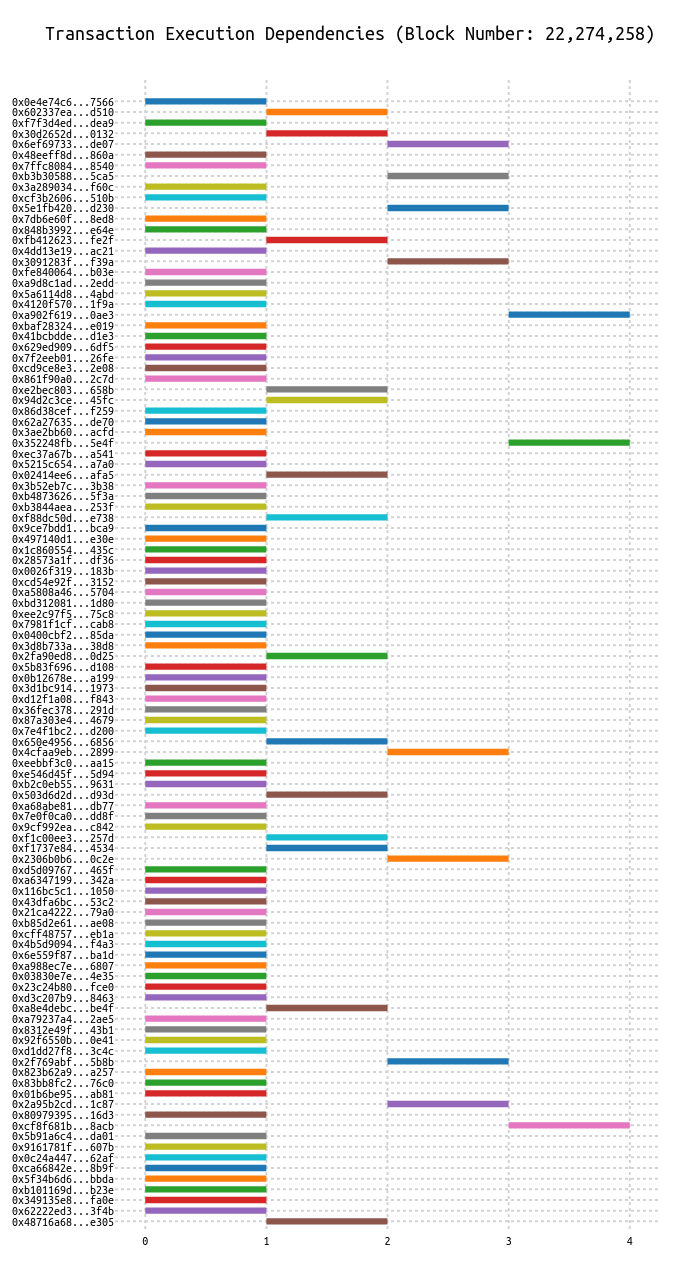 Transaction Execution Dependencies (Block Number: 22,274,258)
0x0e4e74c6...7566
0x602337ea...d510
0xf7f3d4ed...dea9
0x30d2652d...0132
0x6ef69733...de07
0x48eeff8d...860a
0x7ffc8084...8540
0xb3b30588...5ca5
0x3a289034...f60c
0xcf3b2606...510b
0x5e1fb420...d230
0x7db6e60f...8ed8
0x848b3992...e64e
0xfb412623...fe2f
0x4dd13e19...ac21
0x3091283f...f39a
0xfe840064...b03e
0xa9d8c1ad...2edd
0x5a6114d8...4abd
0x4120f570...1f9a
0xa902f619...0ae3
0xbaf28324...e019
0x41bcbdde...d1e3
0x629ed909...6df5
0x7f2eeb01...26fe
0xcd9ce8e3...2e08
0x861f90a0...2c7d
0xe2bec803...658b
0x94d2c3ce...45fc
0x86d38cef...f259
0x62a27635...de70
0x3ae2bb60...acfd
0x352248fb...5e4f
0xec37a67b...a541
0x5215c654...a7a0
0x02414ee6...afa5
0x3b52eb7c...3b38
0xb4873626...5f3a
0xb3844aea...253f
0xf88dc50d...e738
0x9ce7bdd1...bca9
0x497140d1...e30e
0x1c860554...435c
0x28573a1f...df36
0x0026f319...183b
0xcd54e92f...3152
0xa5808a46...5704
0xbd312081...1d80
0xee2c97f5...75c8
0x7981f1cf...cab8
0x0400cbf2...85da
0x3d8b733a...38d8
0x2fa90ed8...0d25
0x5b83f696...d108
0x0b12678e...a199
0x3d1bc914...1973
0xd12f1a08...f843
0x36fec378...291d
0x87a303e4...4679
0x7e4f1bc2...d200
0x650e4956...6856
0x4cfaa9eb...2899
0xeebbf3c0...aa15
0xe546d45f...5d94
0xb2c0eb55...9631
0x503d6d2d...d93d
0xa68abe81...db77
0x7e0f0ca0...dd8f
0x9cf992ea...c842
0xf1c00ee3...257d
0xf1737e84...4534
0x2306b0b6...0c2e
0xd5d09767...465f
0xa6347199...342a
0x116bc5c1...1050
0x43dfa6bc...53c2
0x21ca4222...79a0
0xb85d2e61...ae08
0xcff48757...eb1a
0x4b5d9094...f4a3
0x6e559f87...ba1d
0xa988ec7e...6807
0x03830e7e...4e35
0x23c24b80...fce0
0xd3c207b9...8463
0xa8e4debc...be4f
0xa79237a4...2ae5
0x8312e49f...43b1
0x92f6550b...0e41
0xd1dd27f8...3c4c
0x2f769abf...5b8b
0x823b62a9...a257
0x83bb8fc2...76c0
0x01b6be95...ab81
0x2a95b2cd...1c87
0x80979395...16d3
0xcf8f681b...8acb
0x5b91a6c4...da01
0x9161781f...607b
0x0c24a447...62af
0xca66842e...8b9f
0x5f34b6d6...bbda
0xb101169d...b23e
0x349135e8...fa0e
0x62222ed3...3f4b
0x48716a68...e305
0 1 2 3 4